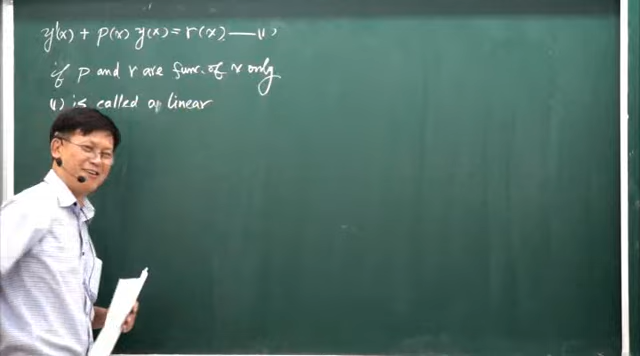 y'(x) + p(x) y(x) = r(x) — (1)
if p and r are func. of x only
(1) is called a linear